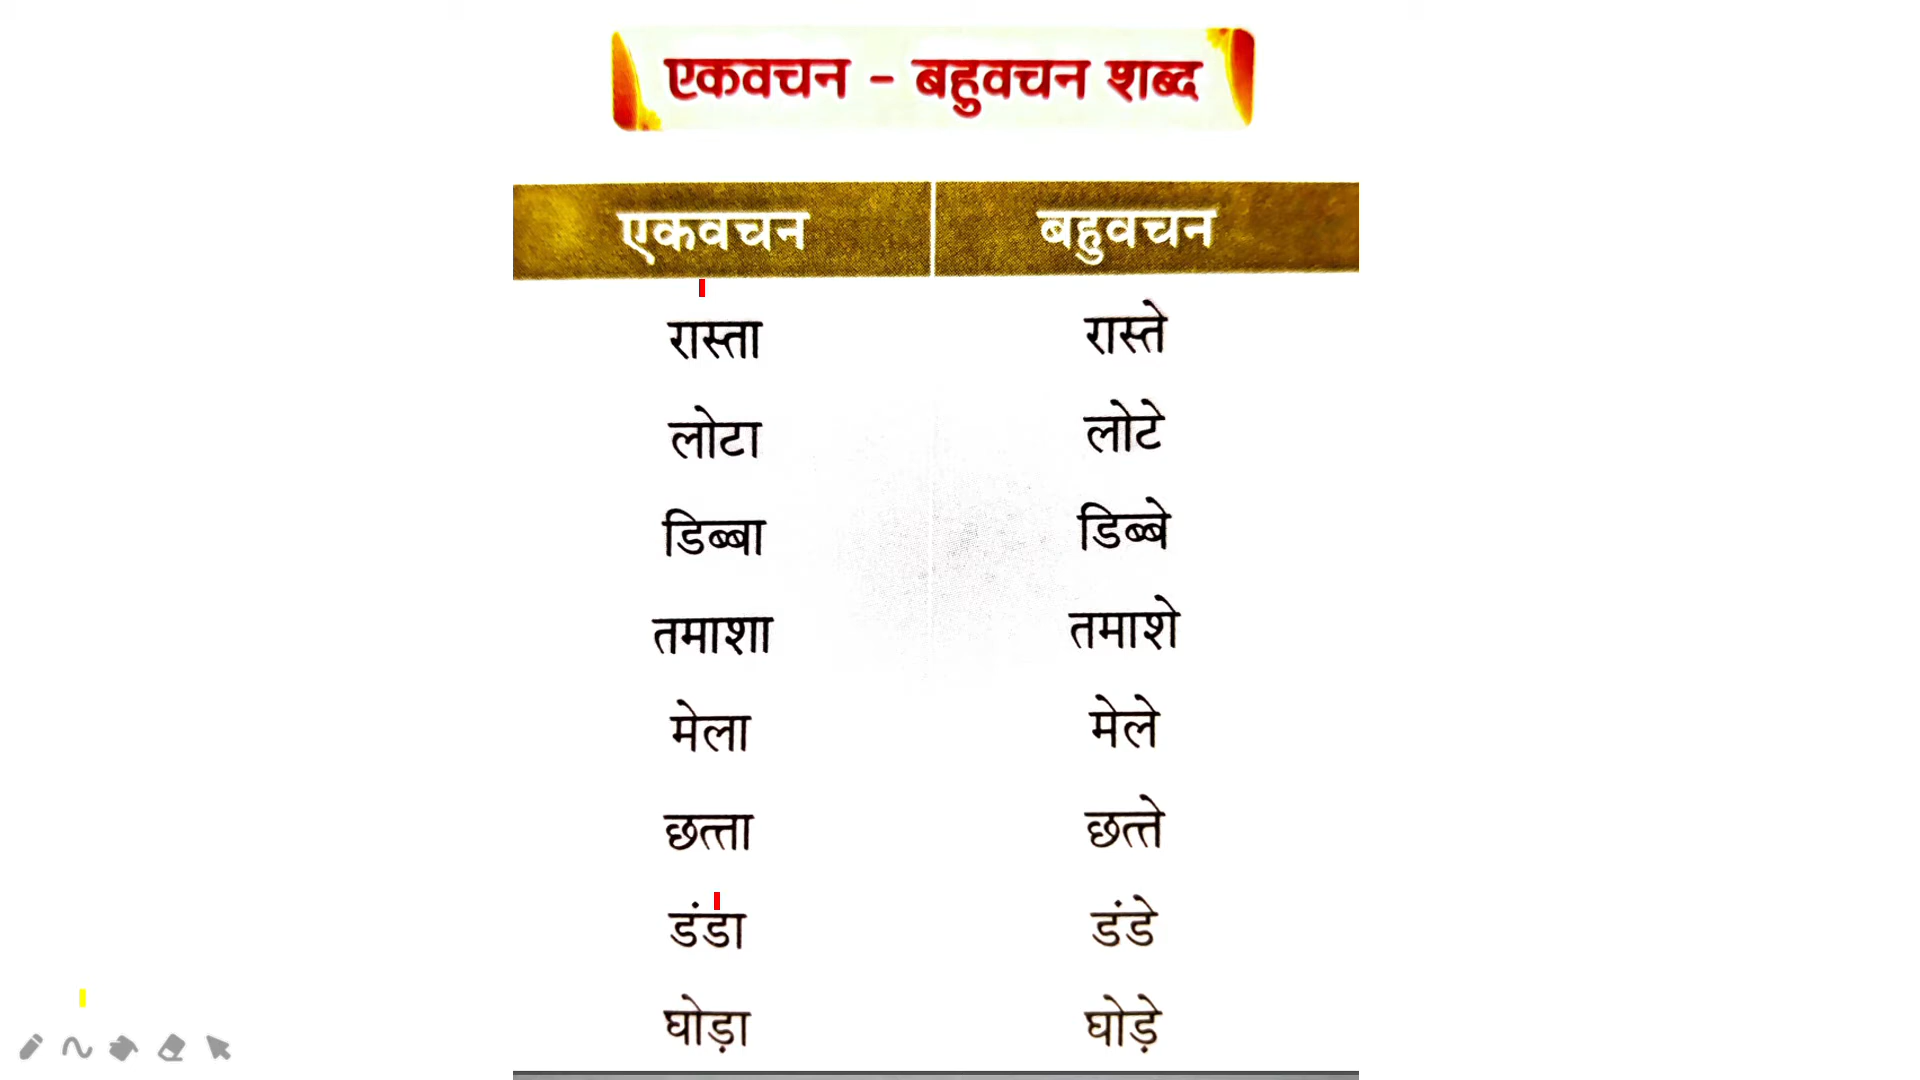 एकवचन - बहुवचन शब्द
एकवचन बहुवचन
रास्ता रास्ते
लोटा लोटे
डिब्बा डिब्बे
तमाशा तमाशे
मेला मेले
छत्ता छत्ते
डंडा डंडे
घोड़ा घोड़े